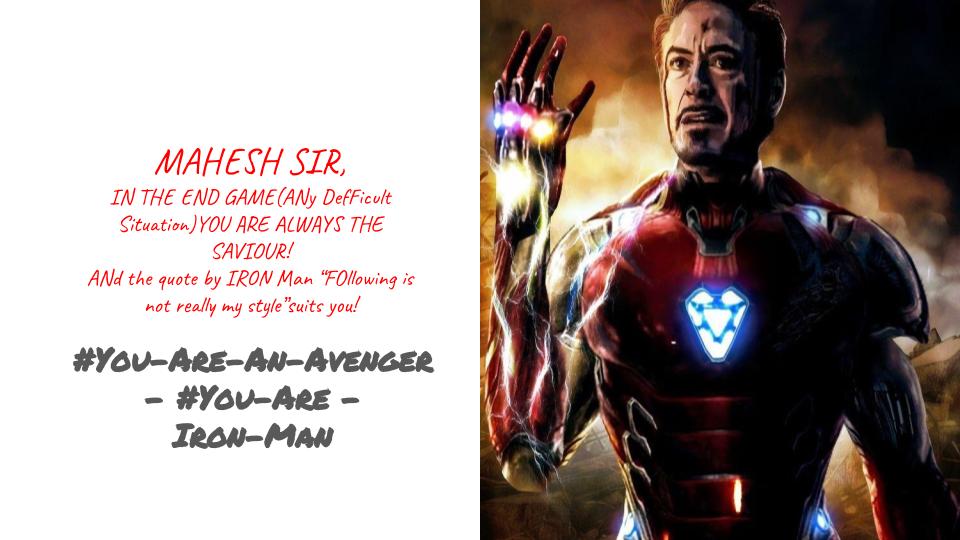 MAHESH SIR,
IN THE END GAME(ANy DefFicult
Situation)YOU ARE ALWAYS THE
SAVIOUR!
ANd the quote by IRON Man “FOllowing is
not really my style”suits you!
#You-Are-An-Avenger
- #You-Are -
Iron-Man